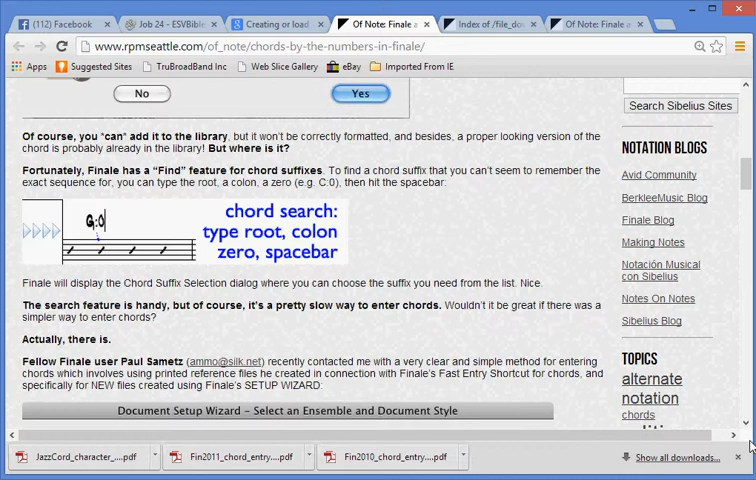 (112) Facebook
Job 24 - ESVBible
Creating or load
Of Note: Finale a
Index of /file_do
Of Note: Finale a
www.rpmseattle.com/of_note/chords-by-the-numbers-in-finale/
Apps
Suggested Sites
TruBroadBand Inc
Web Slice Gallery
eBay
Imported From IE
No
Yes
Of course, you *can* add it to the library, but it won't be correctly formatted, and besides, a proper looking version of the
chord is probably already in the library! But where is it?
Fortunately, Finale has a “Find” feature for chord suffixes. To find a chord suffix that you can't seem to remember the
exact sequence for, you can type the root, a colon, a zero (e.g. C:0), then hit the spacebar:
G:0
chord search:
type root, colon
zero, spacebar
Finale will display the Chord Suffix Selection dialog where you can choose the suffix you need from the list. Nice.
The search feature is handy, but of course, it's a pretty slow way to enter chords. Wouldn't it be great if there was a
simpler way to enter chords?
Actually, there is.
Fellow Finale user Paul Sametz (ammo@silk.net) recently contacted me with a very clear and simple method for entering
chords which involves using printed reference files he created in connection with Finale's Fast Entry Shortcut for chords, and
specifically for NEW files created using Finale's SETUP WIZARD:
Document Setup Wizard – Select an Ensemble and Document Style
Search Sibelius Sites
NOTATION BLOGS
Avid Community
BerkleeMusic Blog
Finale Blog
Making Notes
Notación Musical
con Sibelius
Notes On Notes
Sibelius Blog
TOPICS
alternate
notation
chords
JazzCord_character_....pdf
Fin2011_chord_entry....pdf
Fin2010_chord_entry....pdf
Show all downloads...